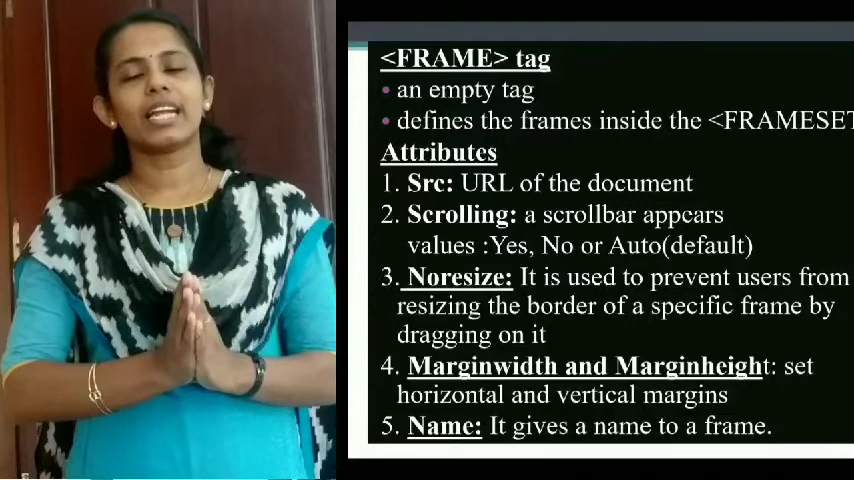 <FRAME> tag
• an empty tag
• defines the frames inside the <FRAMESET
Attributes
1. Src: URL of the document
2. Scrolling: a scrollbar appears
values :Yes, No or Auto(default)
3. Noresize: It is used to prevent users from
resizing the border of a specific frame by
dragging on it
4. Marginwidth and Marginheight: set
horizontal and vertical margins
5. Name: It gives a name to a frame.